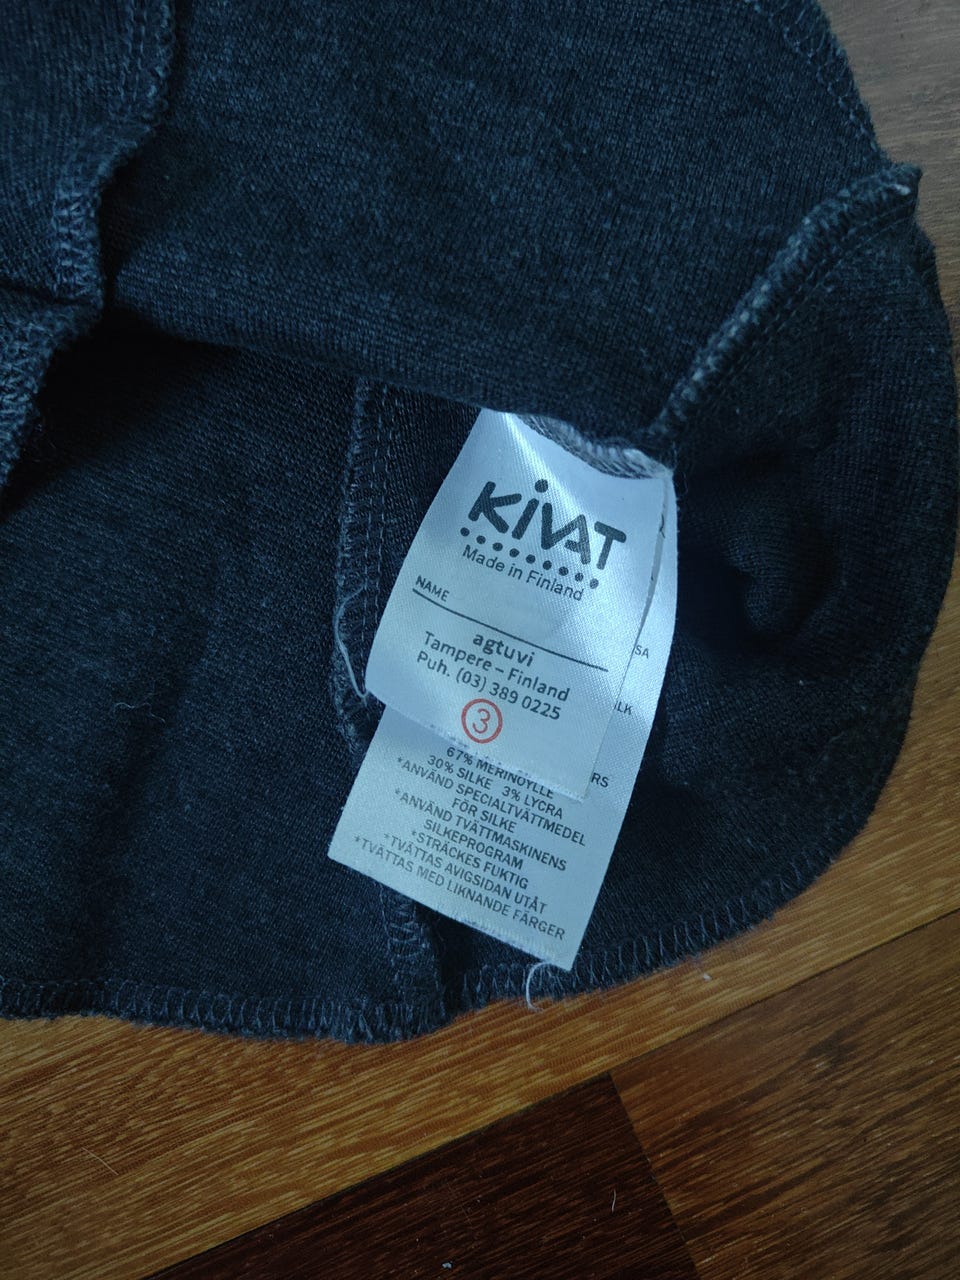 KiVAT
Made in Finland
NAME
agtuvi
Tampere – Finland
Puh. (03) 389 0225
3
67% MERINOYLLE
30% SILKE 3% LYCRA
*ANVÄND SPECIALTVÄTTMEDEL
FÖR SILKE
*ANVÄND TVÄTTMASKINENS
SILKEPROGRAM
*STRÄCKES FUKTIG
*TVÄTTAS AVIGSIDAN UTÅT
*TVÄTTAS MED LIKNANDE FÄRGER